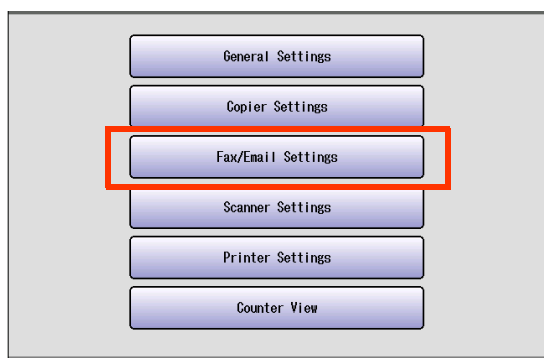 General Settings
Copier Settings
Fax/Email Settings
Scanner Settings
Printer Settings
Counter View